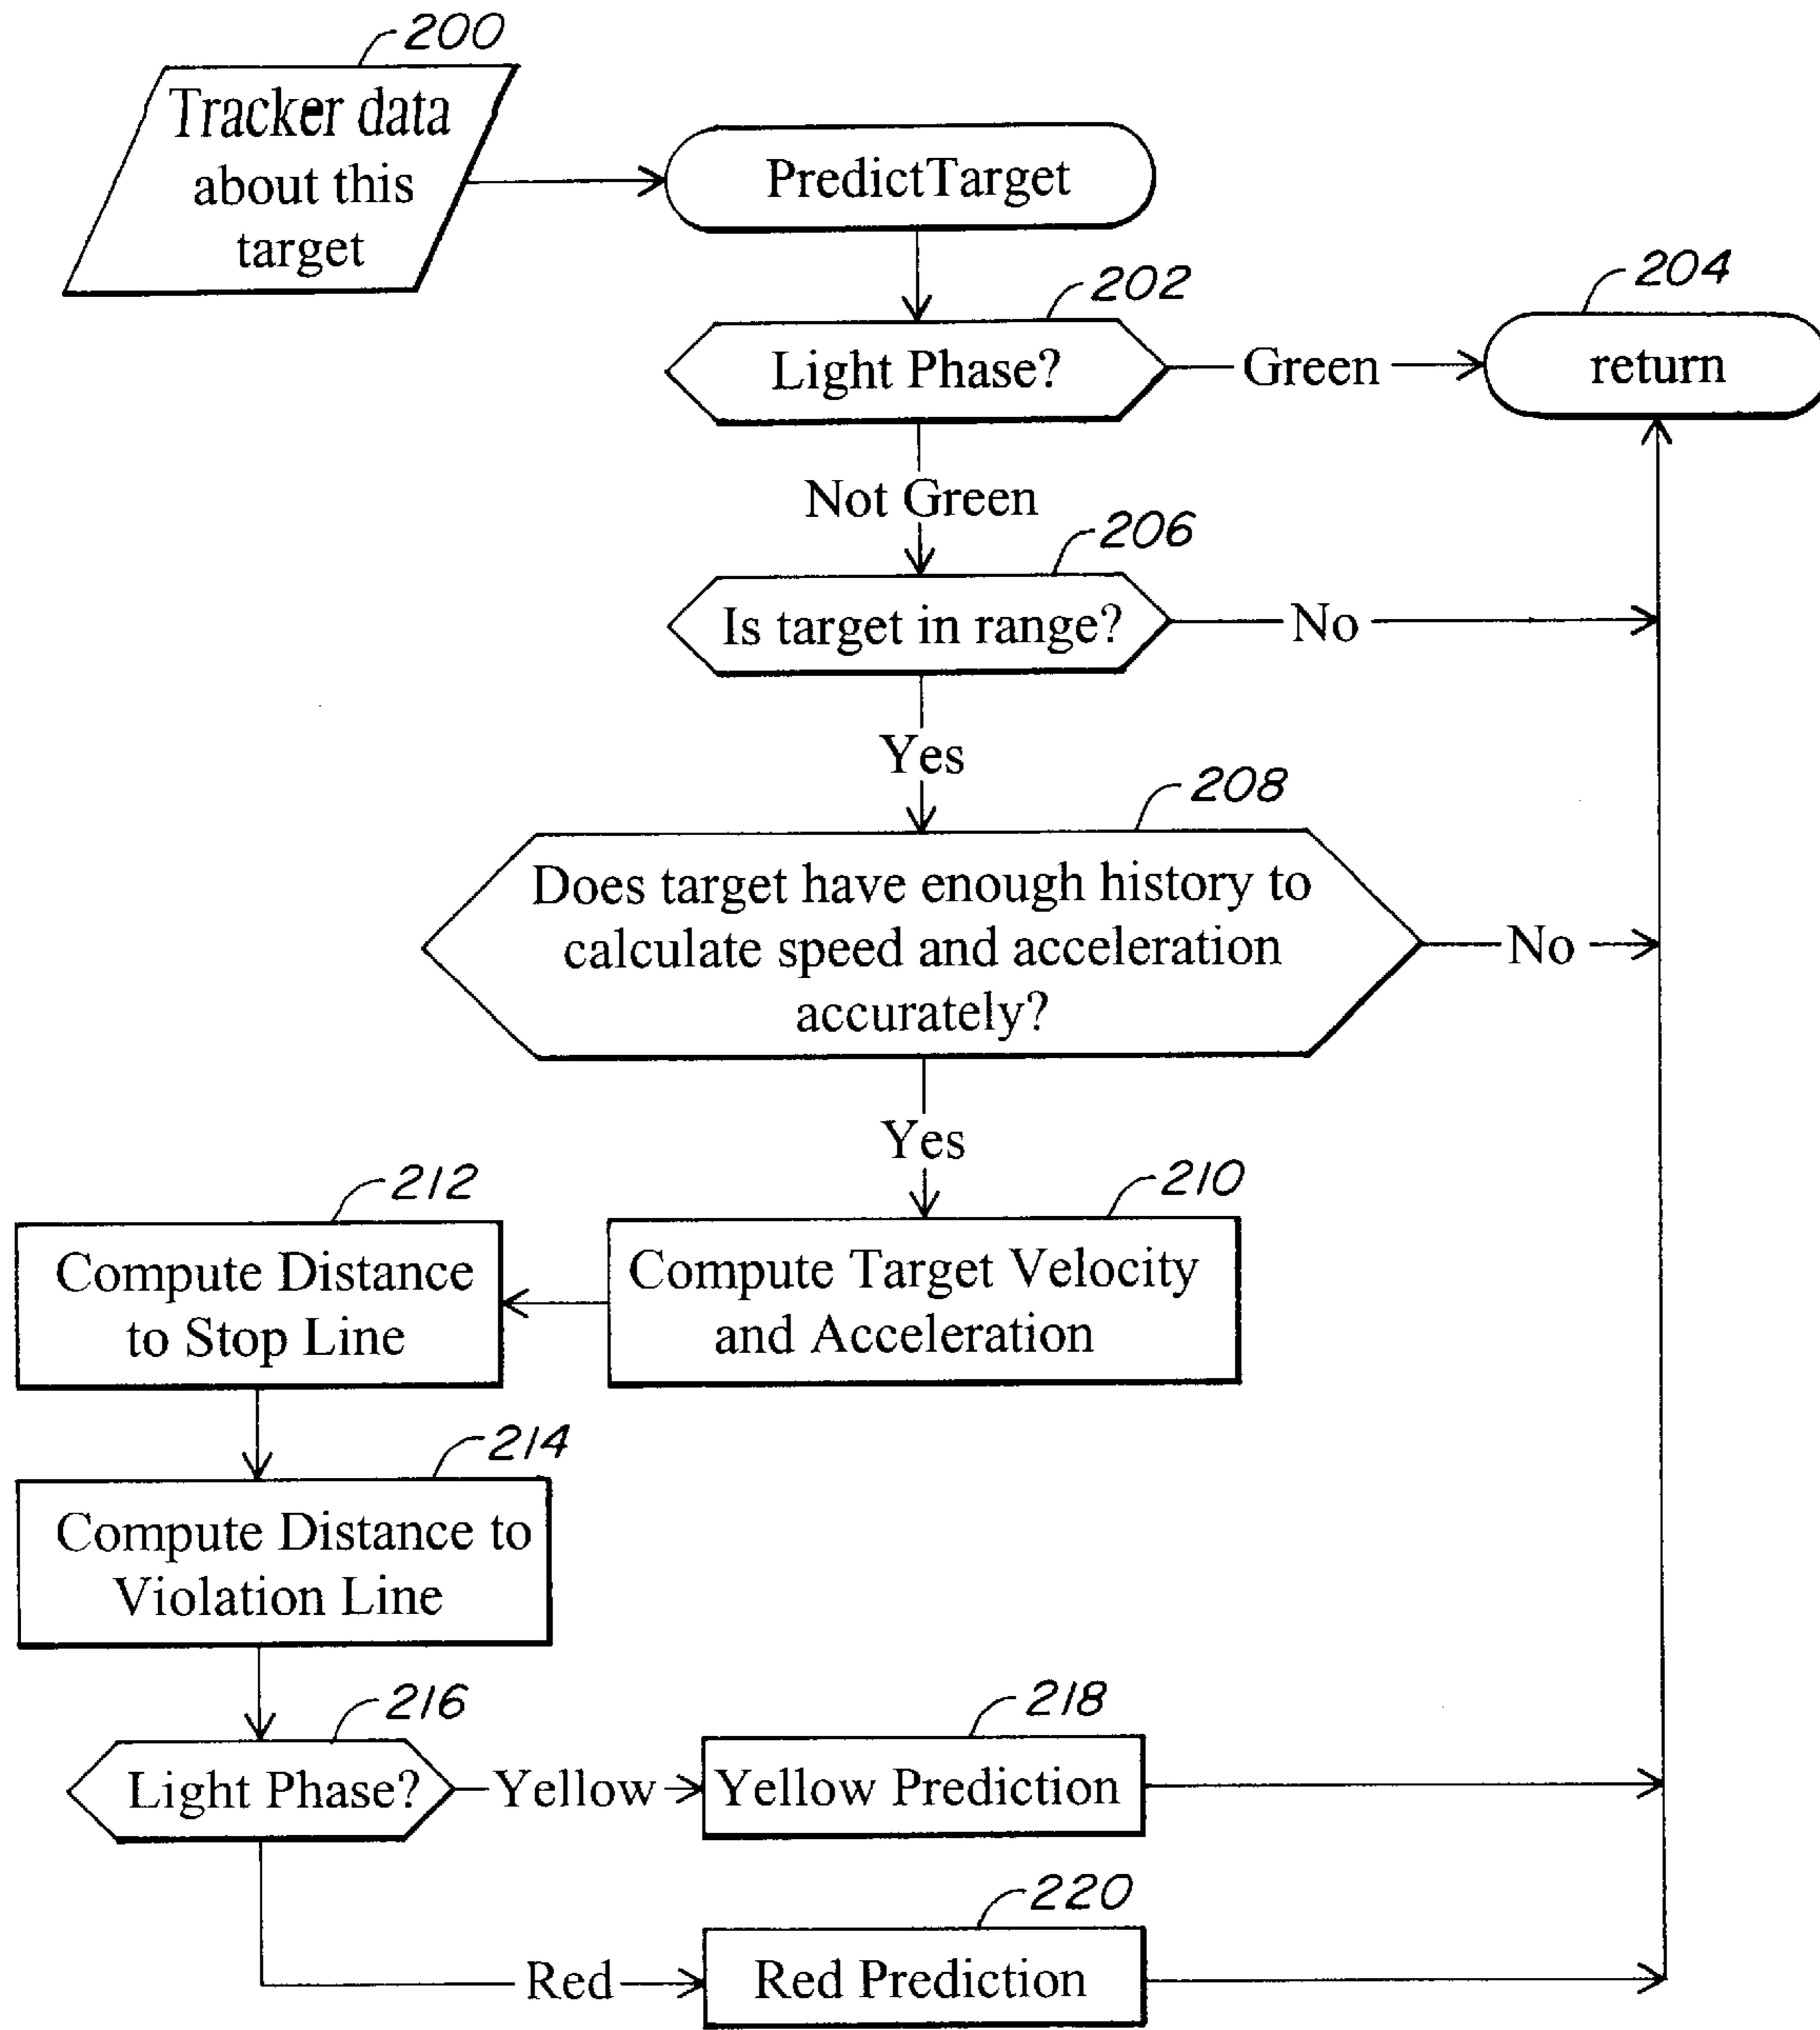 200
Tracker data
about this
target
PredictTarget
202
Light Phase?
Green
204
return
Not Green
206
Is target in range?
No
Yes
208
Does target have enough history to
calculate speed and acceleration
accurately?
No
Yes
210
Compute Target Velocity
and Acceleration
212
Compute Distance
to Stop Line
214
Compute Distance to
Violation Line
216
Light Phase?
Yellow
218
Yellow Prediction
Red
220
Red Prediction